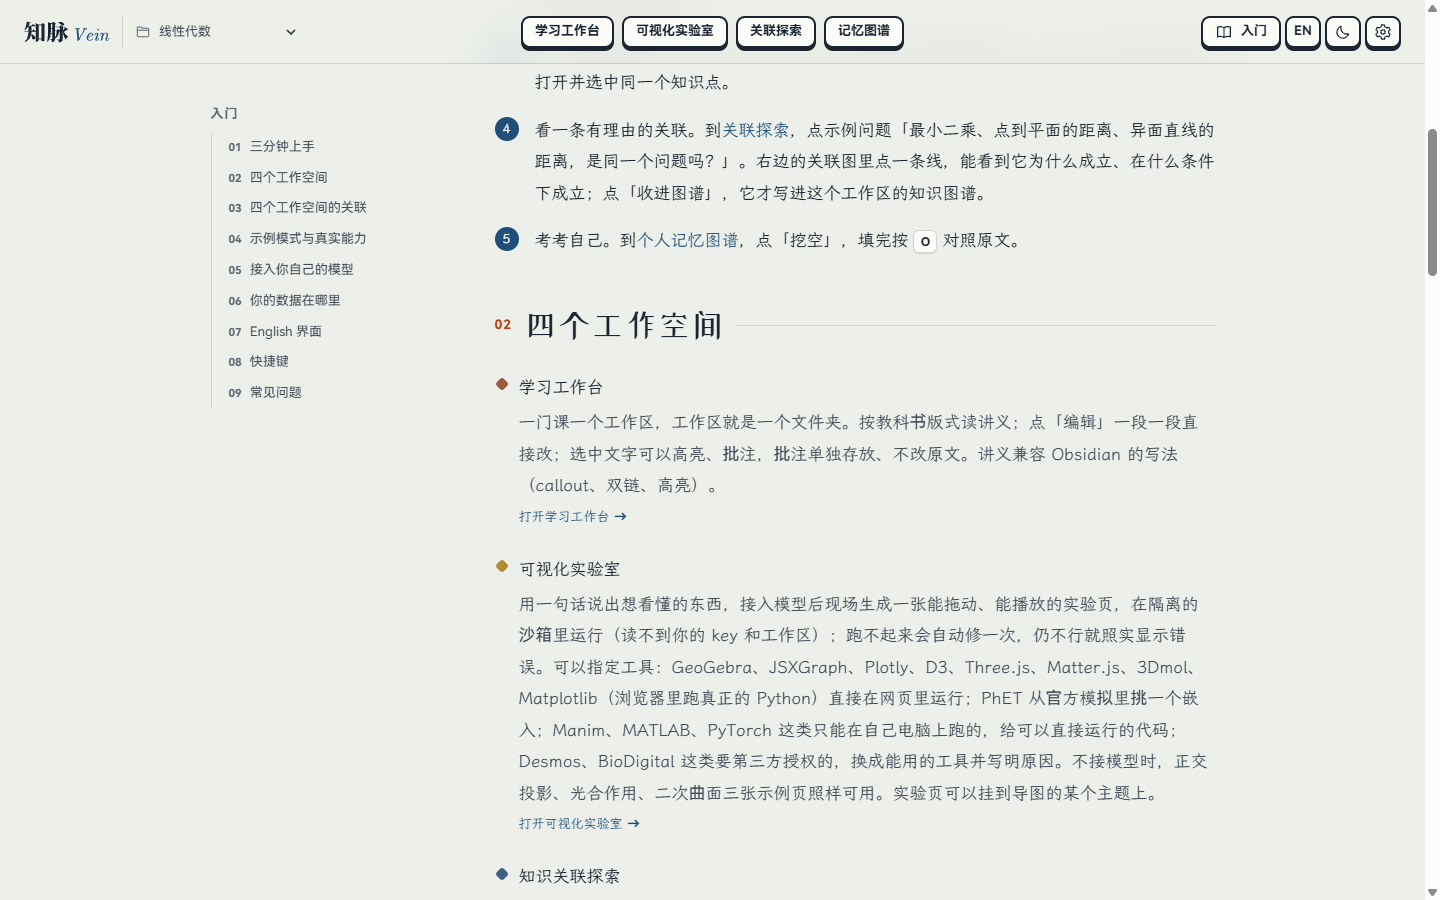 知脉 Vein
线性代数
学习工作台
可视化实验室
关联探索
记忆图谱
入门
EN
入门
01 三分钟上手
02 四个工作空间
03 四个工作空间的关联
04 示例模式与真实能力
05 接入你自己的模型
06 你的数据在哪里
07 English 界面
08 快捷键
09 常见问题
打开并选中同一个知识点。
4 看一条有理由的关联。到关联探索，点示例问题「最小二乘、点到平面的距离、异面直线的
距离，是同一个问题吗？」。右边的关联图里点一条线，能看到它为什么成立、在什么条件
下成立；点「收进图谱」，它才写进这个工作区的知识图谱。
5 考考自己。到个人记忆图谱，点「挖空」，填完按 O 对照原文。
02 四个工作空间
学习工作台
一门课一个工作区，工作区就是一个文件夹。按教科书版式读讲义；点「编辑」一段一段直
接改；选中文字可以高亮、批注，批注单独存放、不改原文。讲义兼容 Obsidian 的写法
（callout、双链、高亮）。
打开学习工作台 →
可视化实验室
用一句话说出想看懂的东西，接入模型后现场生成一张能拖动、能播放的实验页，在隔离的
沙箱里运行（读不到你的 key 和工作区）；跑不起来会自动修一次，仍不行就照实显示错
误。可以指定工具：GeoGebra、JSXGraph、Plotly、D3、Three.js、Matter.js、3Dmol、
Matplotlib（浏览器里跑真正的 Python）直接在网页里运行；PhET 从官方模拟里挑一个嵌
入；Manim、MATLAB、PyTorch 这类只能在自己电脑上跑的，给可以直接运行的代码；
Desmos、BioDigital 这类要第三方授权的，换成能用的工具并写明原因。不接模型时，正交
投影、光合作用、二次曲面三张示例页照样可用。实验页可以挂到导图的某个主题上。
打开可视化实验室 →
知识关联探索